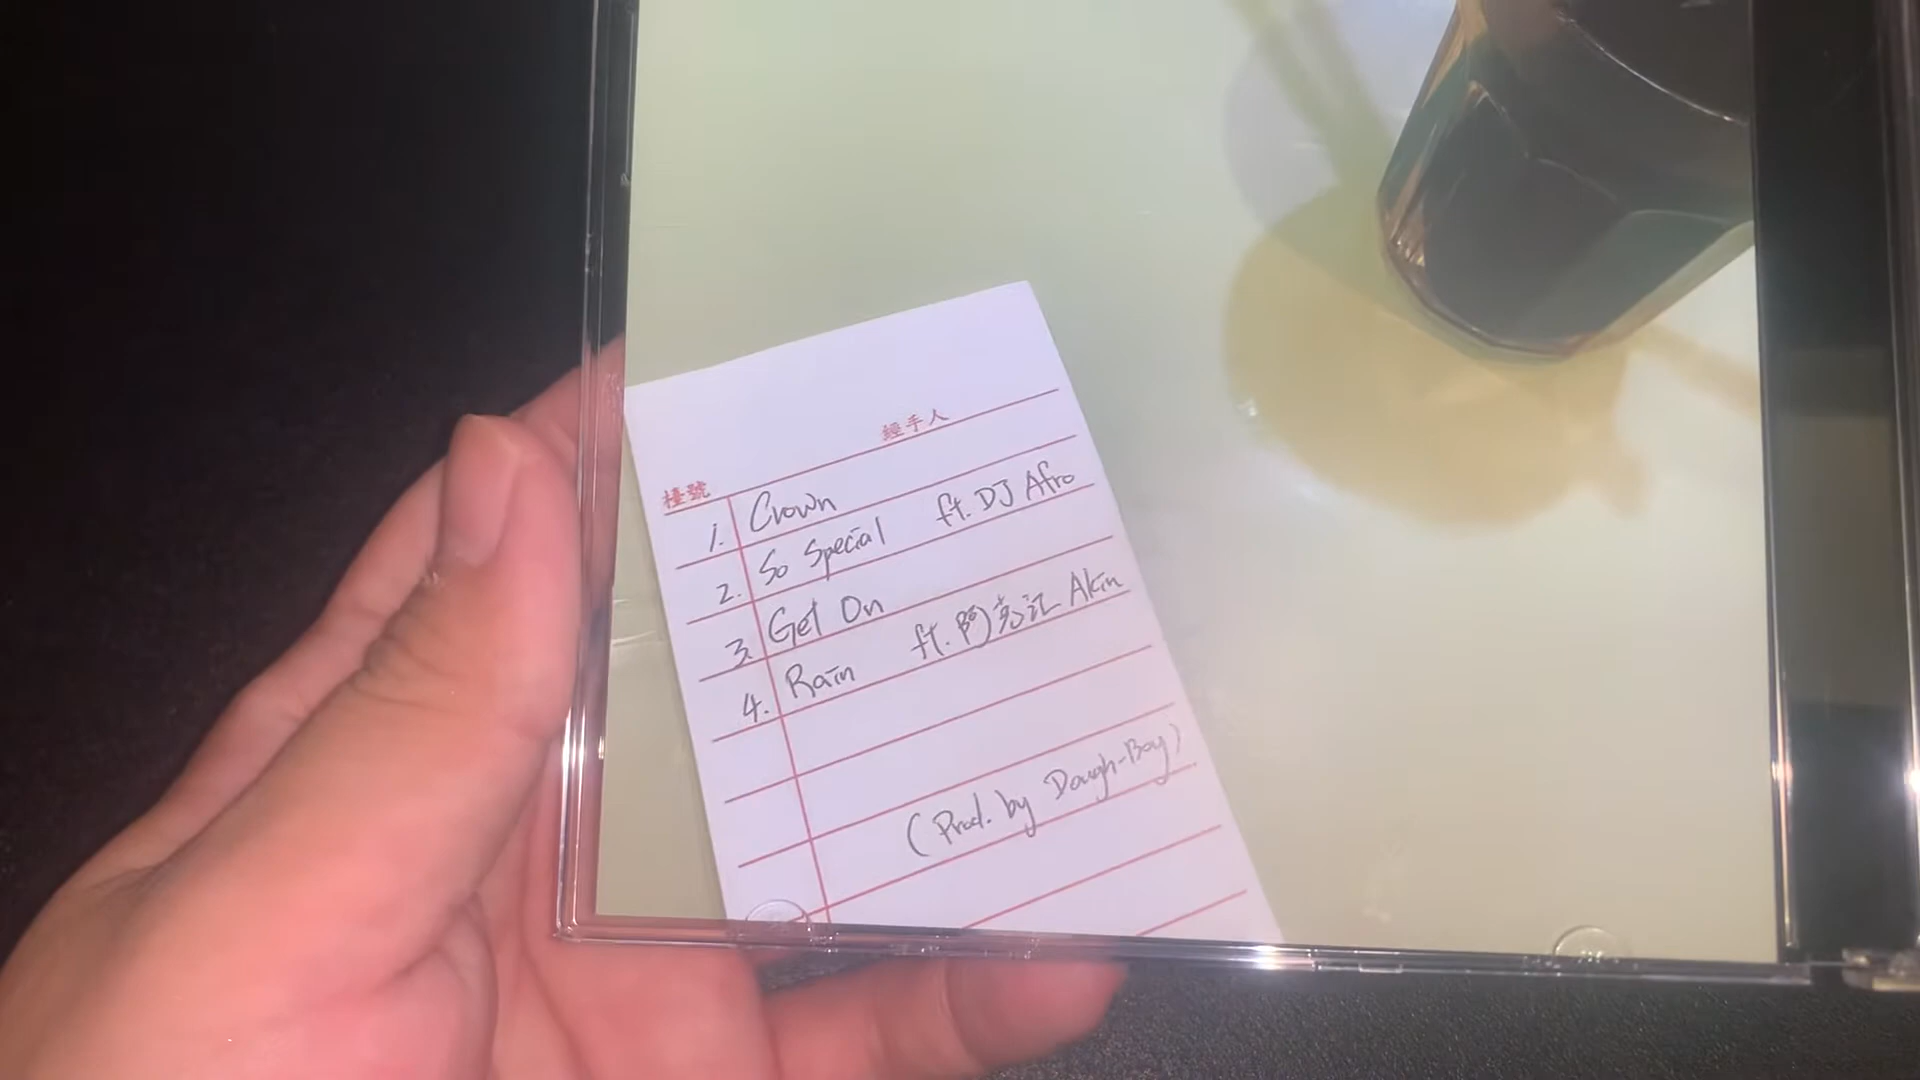 經手人
檯號
1. Crown
2. So Special ft. DJ Afro
3. Get On
4. Rain ft. 阿克江 Akin
(Prod. by Dough-Boy)